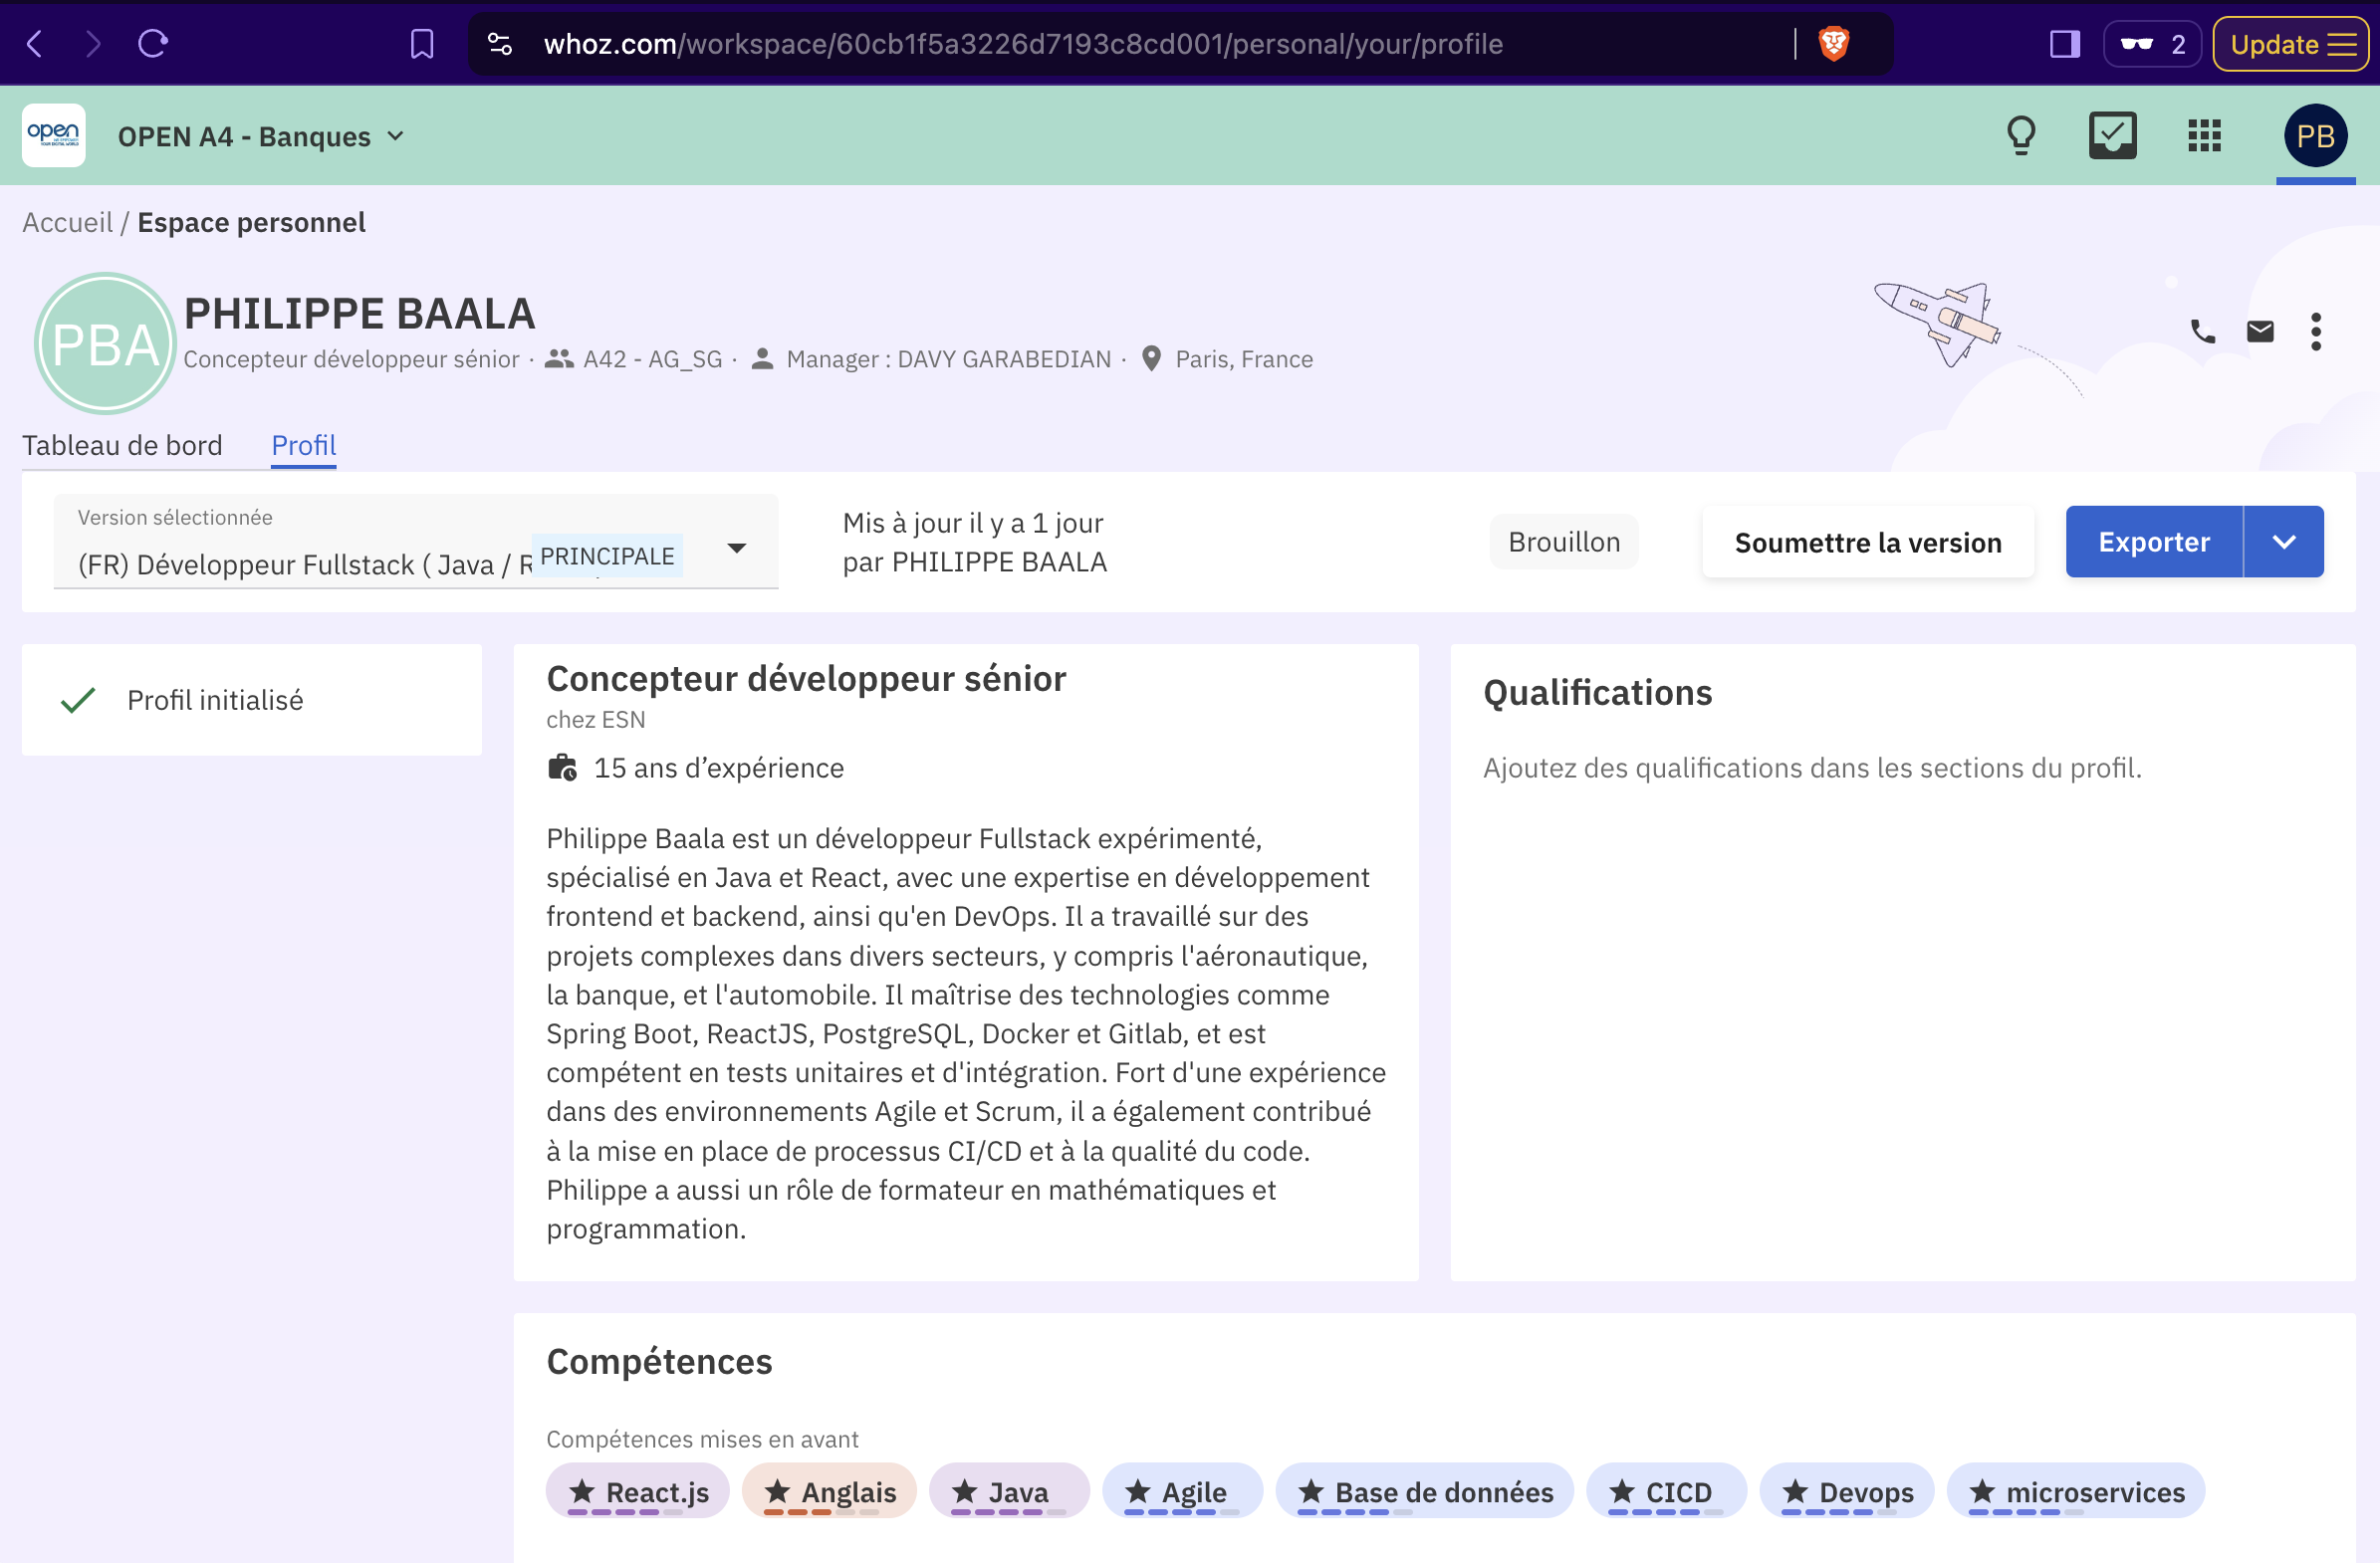 whoz.com/workspace/60cb1f5a3226d7193c8cd001/personal/your/profile
2
Update
open
OPEN A4 - Banques
PB
Accueil / Espace personnel
PBA
PHILIPPE BAALA
Concepteur développeur sénior · A42 - AG_SG · Manager : DAVY GARABEDIAN · Paris, France
Tableau de bord
Profil
Version sélectionnée
(FR) Développeur Fullstack ( Java / R
PRINCIPALE
Mis à jour il y a 1 jour
par PHILIPPE BAALA
Brouillon
Soumettre la version
Exporter
Profil initialisé
Concepteur développeur sénior
chez ESN
15 ans d’expérience
Philippe Baala est un développeur Fullstack expérimenté,
spécialisé en Java et React, avec une expertise en développement
frontend et backend, ainsi qu'en DevOps. Il a travaillé sur des
projets complexes dans divers secteurs, y compris l'aéronautique,
la banque, et l'automobile. Il maîtrise des technologies comme
Spring Boot, ReactJS, PostgreSQL, Docker et Gitlab, et est
compétent en tests unitaires et d'intégration. Fort d'une expérience
dans des environnements Agile et Scrum, il a également contribué
à la mise en place de processus CI/CD et à la qualité du code.
Philippe a aussi un rôle de formateur en mathématiques et
programmation.
Qualifications
Ajoutez des qualifications dans les sections du profil.
Compétences
Compétences mises en avant
React.js
Anglais
Java
Agile
Base de données
CICD
Devops
microservices